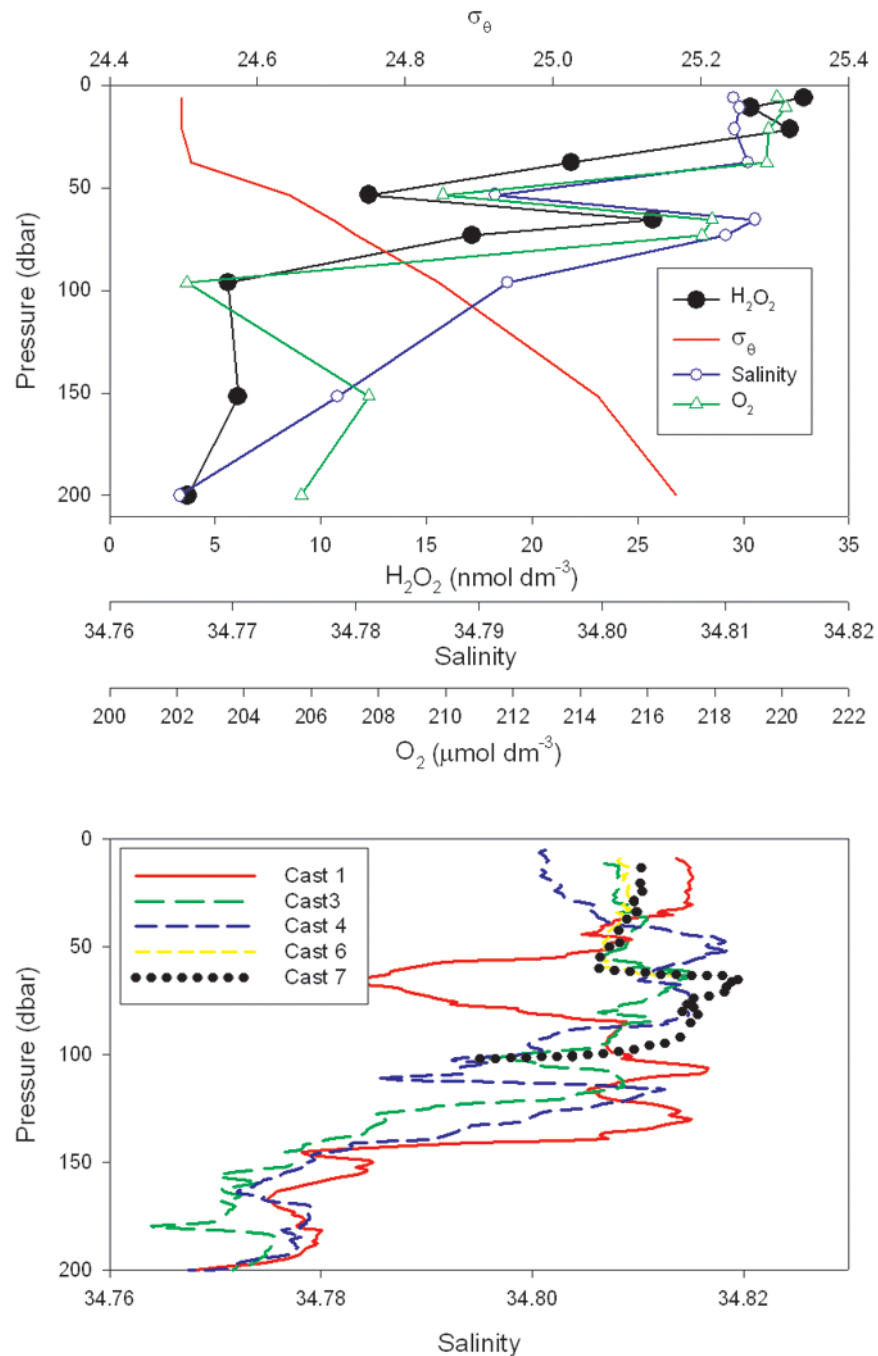 σθ
24.4 24.6 24.8 25.0 25.2 25.4
Pressure (dbar)
0
50
100
150
200
H2O2
σθ
Salinity
O2
0 5 10 15 20 25 30 35
H2O2 (nmol dm-3)
34.76 34.77 34.78 34.79 34.80 34.81 34.82
Salinity
200 202 204 206 208 210 211 212 214 216 218 220 222
O2 (μmol dm-3)
Pressure (dbar)
0
50
100
150
200
Cast 1
Cast3
Cast 4
Cast 6
Cast 7
34.76 34.78 34.80 34.82
Salinity